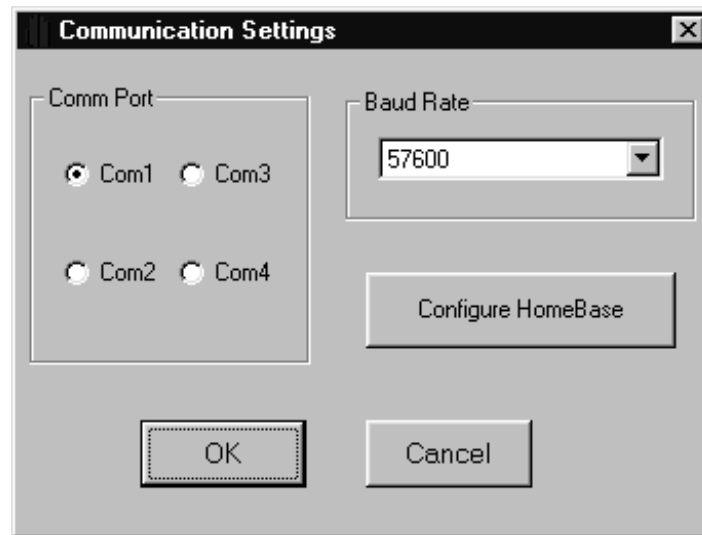 Communication Settings
Comm Port
Baud Rate
57600
Com1
Com3
Com2
Com4
Configure HomeBase
OK
Cancel